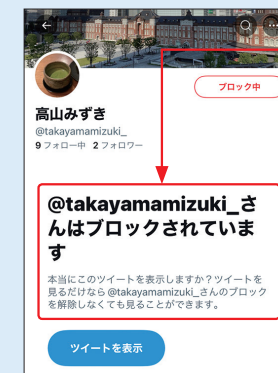 ブロック中
高山みずき
@takayamamizuki_
9 フォロー中 2 フォロワー
@takayamamizuki_さ
んはブロックされていま
す
本当にこのツイートを表示しますか？ツイートを
見るだけなら @takayamamizuki_さんのブロック
を解除しなくても見ることができます。
ツイートを表示